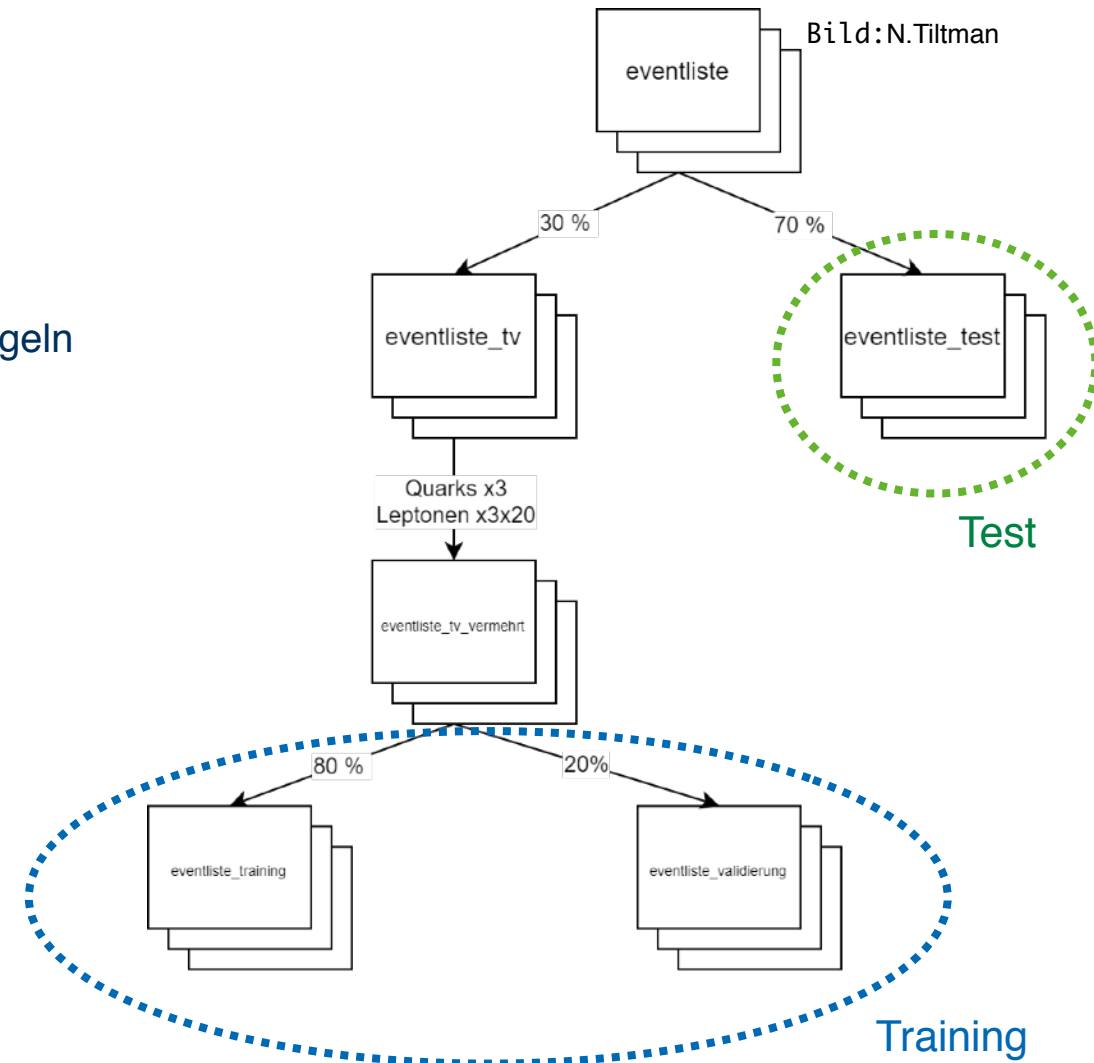 Bild:N.Tiltman
eventliste
30 %
70 %
geln
eventliste_tv
eventliste_test
Quarks x3
Leptonen x3x20
Test
eventliste_tv_vermehrt
80 %
20%
eventliste_training
eventliste_validierung
Training